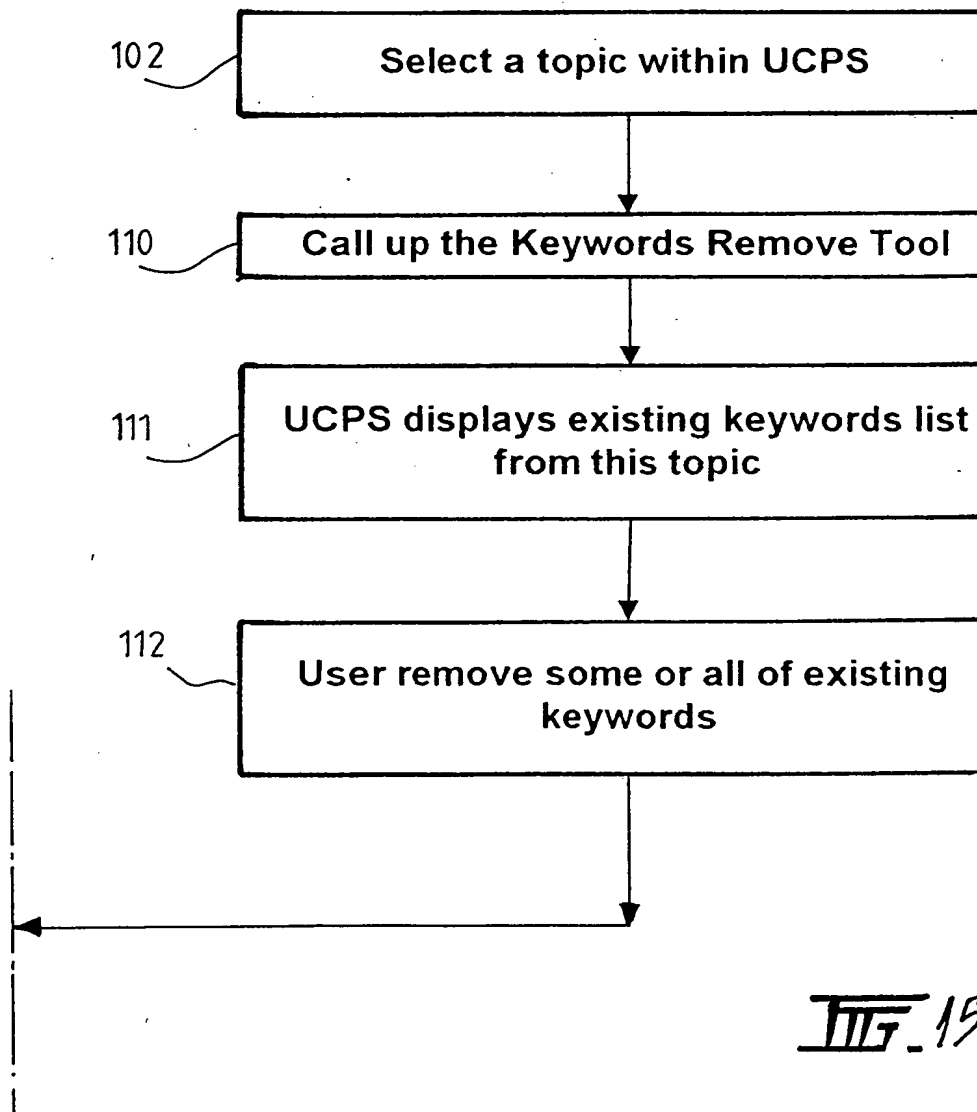 102
Select a topic within UCPS
110
Call up the Keywords Remove Tool
111
UCPS displays existing keywords list
from this topic
112
User remove some or all of existing
keywords
FIG_15